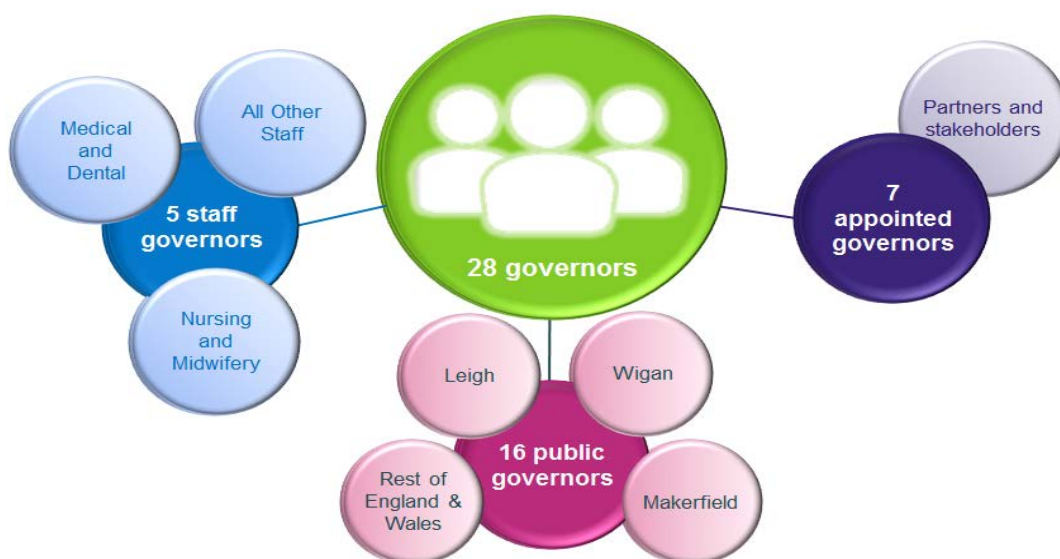 Medical
and
Dental
All Other
Staff
5 staff
governors
Nursing
and
Midwifery
28 governors
Partners and
stakeholders
7
appointed
governors
Leigh
Wigan
16 public
governors
Rest of
England &
Wales
Makerfield